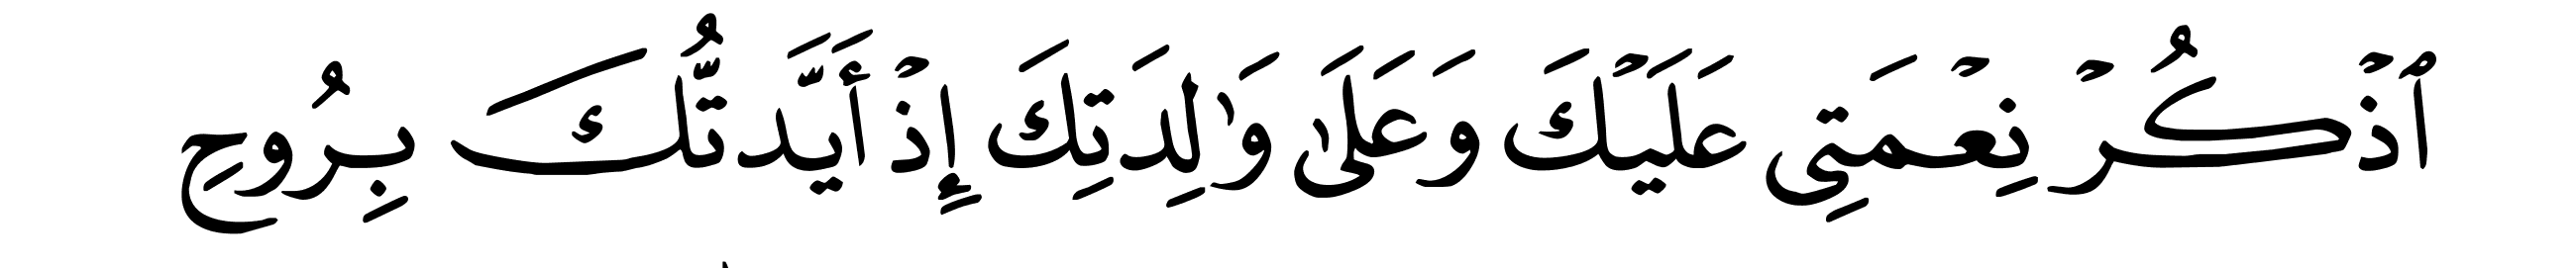 ٱذۡكُرۡ نِعۡمَتِي عَلَيۡكَ وَعَلَىٰ وَٰلِدَتِكَ إِذۡ أَيَّدتُّكَ بِرُوحِ